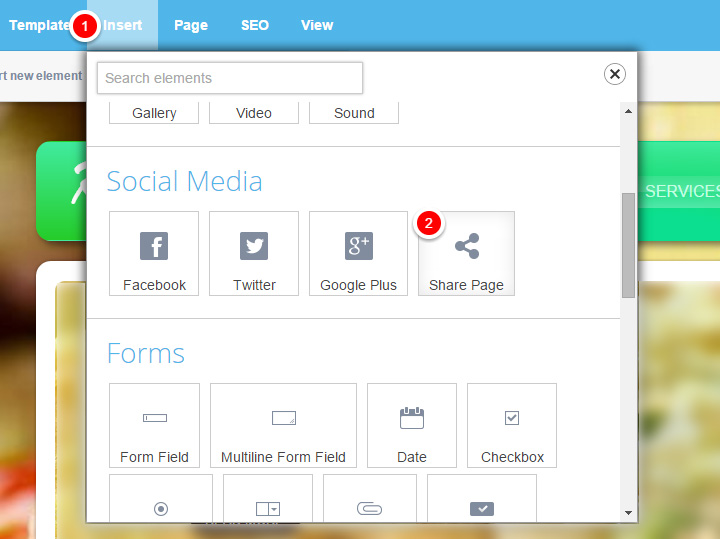 Template 1 Insert Page SEO View
rt new element
Search elements
Gallery Video Sound
Social Media
2
Facebook Twitter Google Plus Share Page
SERVICES
Forms
Form Field Multiline Form Field Date Checkbox